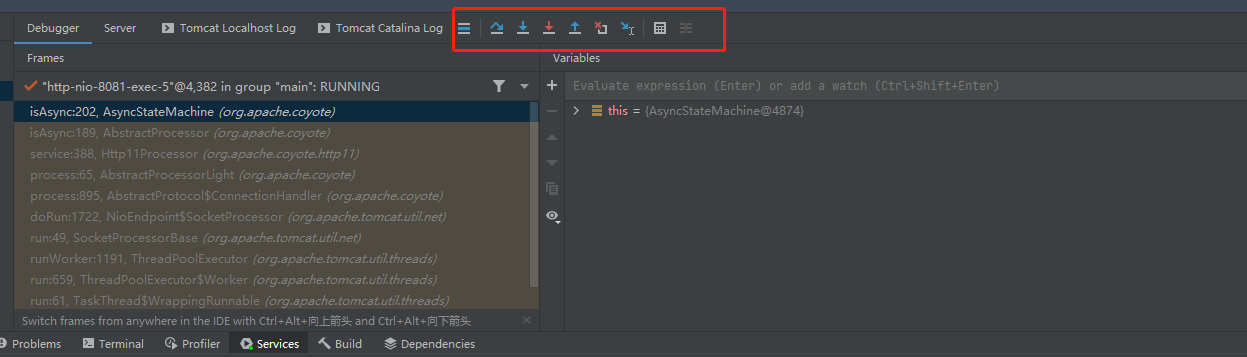 Debugger Server Tomcat Localhost Log Tomcat Catalina Log
Frames
Variables
"http-nio-8081-exec-5"@4,382 in group "main": RUNNING
Evaluate expression (Enter) or add a watch (Ctrl+Shift+Enter)
this = {AsyncStateMachine@4874}
isAsync:202, AsyncStateMachine (org.apache.coyote)
isAsync:189, AbstractProcessor (org.apache.coyote)
service:388, Http11Processor (org.apache.coyote.http11)
process:65, AbstractProcessorLight (org.apache.coyote)
process:895, AbstractProtocol$ConnectionHandler (org.apache.coyote)
doRun:1722, NioEndpoint$SocketProcessor (org.apache.tomcat.util.net)
run:49, SocketProcessorBase (org.apache.tomcat.util.net)
runWorker:1191, ThreadPoolExecutor (org.apache.tomcat.util.threads)
run:659, ThreadPoolExecutor$Worker (org.apache.tomcat.util.threads)
run:61, TaskThread$WrappingRunnable (org.apache.tomcat.util.threads)
Switch frames from anywhere in the IDE with Ctrl+Alt+向上箭头 and Ctrl+Alt+向下箭头
Problems Terminal Profiler Services Build Dependencies